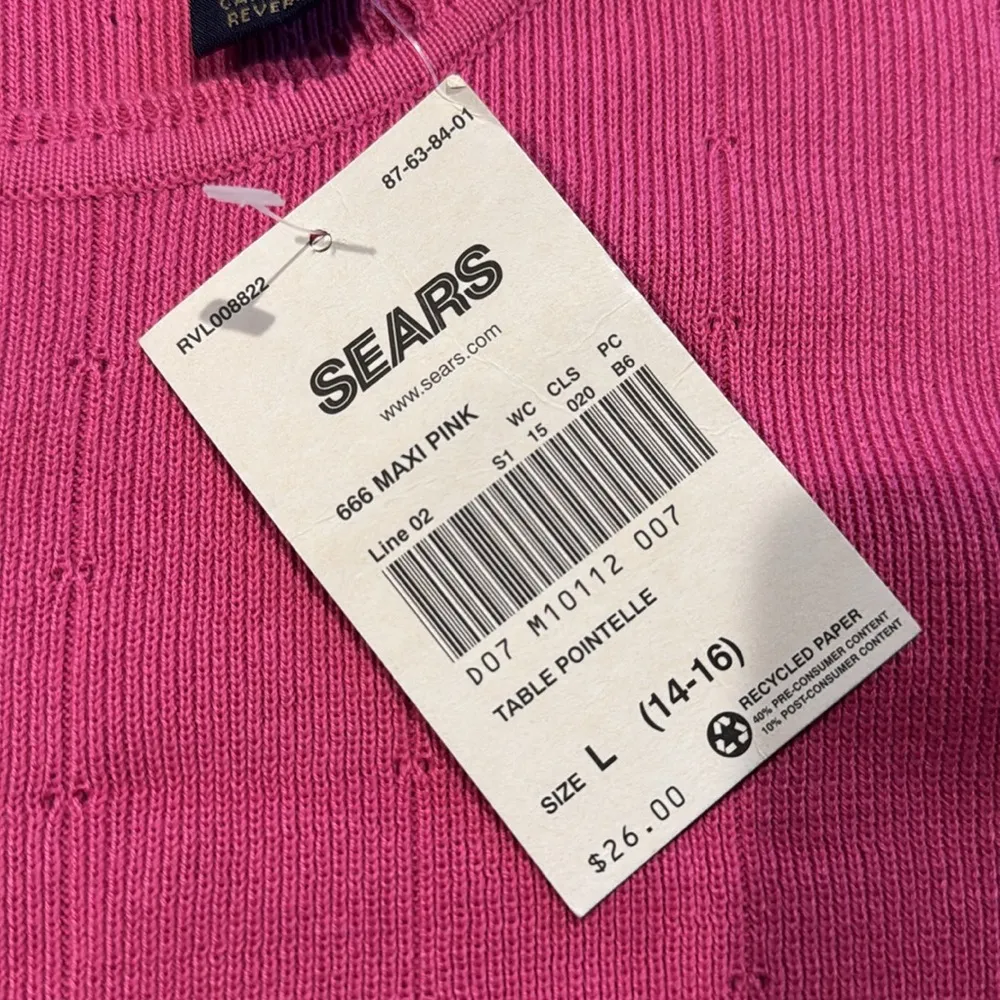 REVER
87-63-84-01
RVL008822
SEARS
www.sears.com
666 MAXI PINK
WC CLS PC
Line 02 S1 15 020 B6
D07 M10112 007
TABLE POINTELLE
SIZE L (14-16)
$26.00
RECYCLED PAPER
40% PRE-CONSUMER CONTENT
10% POST-CONSUMER CONTENT